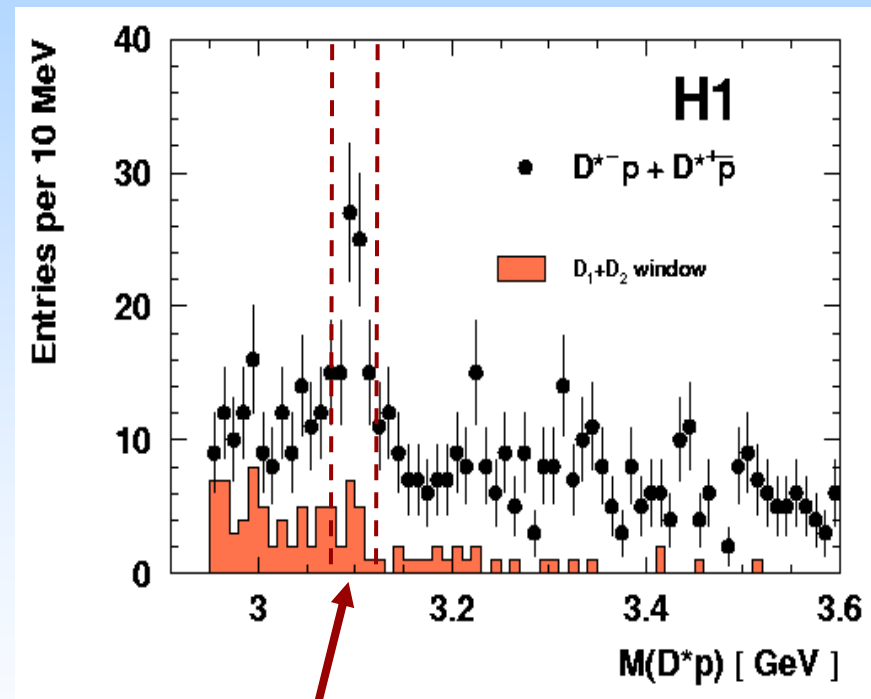 Entries per 10 MeV
40
30
20
10
0
H1
D*⁻p + D*⁺p̅
D₁+D₂ window
3
3.2
3.4
3.6
M(D*p) [ GeV ]